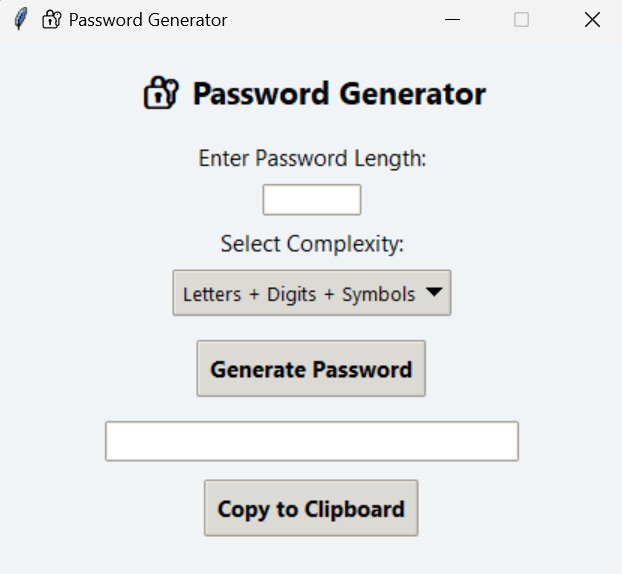 🔐 Password Generator
🔐 Password Generator
Enter Password Length:
Select Complexity:
Letters + Digits + Symbols
Generate Password
Copy to Clipboard